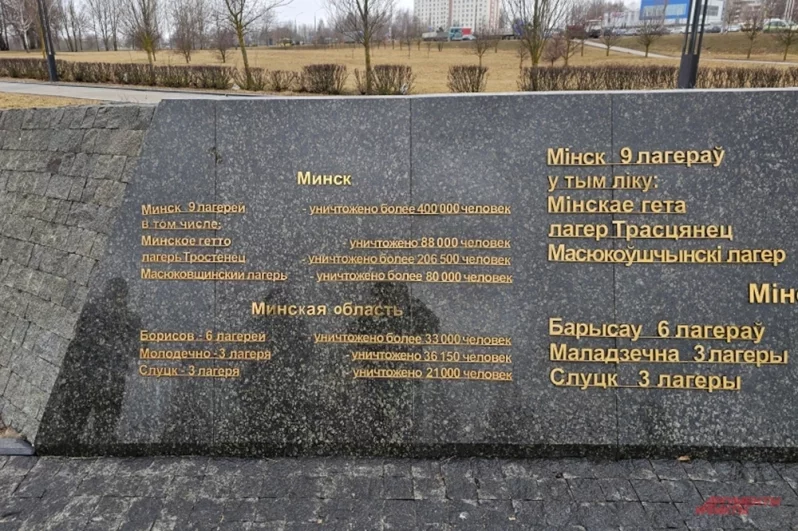 Минск
Минск 9 лагерей - уничтожено более 400 000 человек
в том числе:
Минское гетто - уничтожено 88 000 человек
лагерь Тростенец - уничтожено более 206 500 человек
Масюковщинский лагерь - уничтожено более 80 000 человек
Минская область
Борисов - 6 лагерей уничтожено более 33 000 человек
Молодечно - 3 лагеря - уничтожено 36 150 человек
Слуцк - 3 лагеря - уничтожено 21 000 человек
Мінск 9 лагераў
у тым ліку:
Мінскае гета
лагер Трасцянец
Масюкоўшчынскі лагер
Мінс
Барысаў 6 лагераў
Маладзечна 3 лагеры
Слуцк 3 лагеры